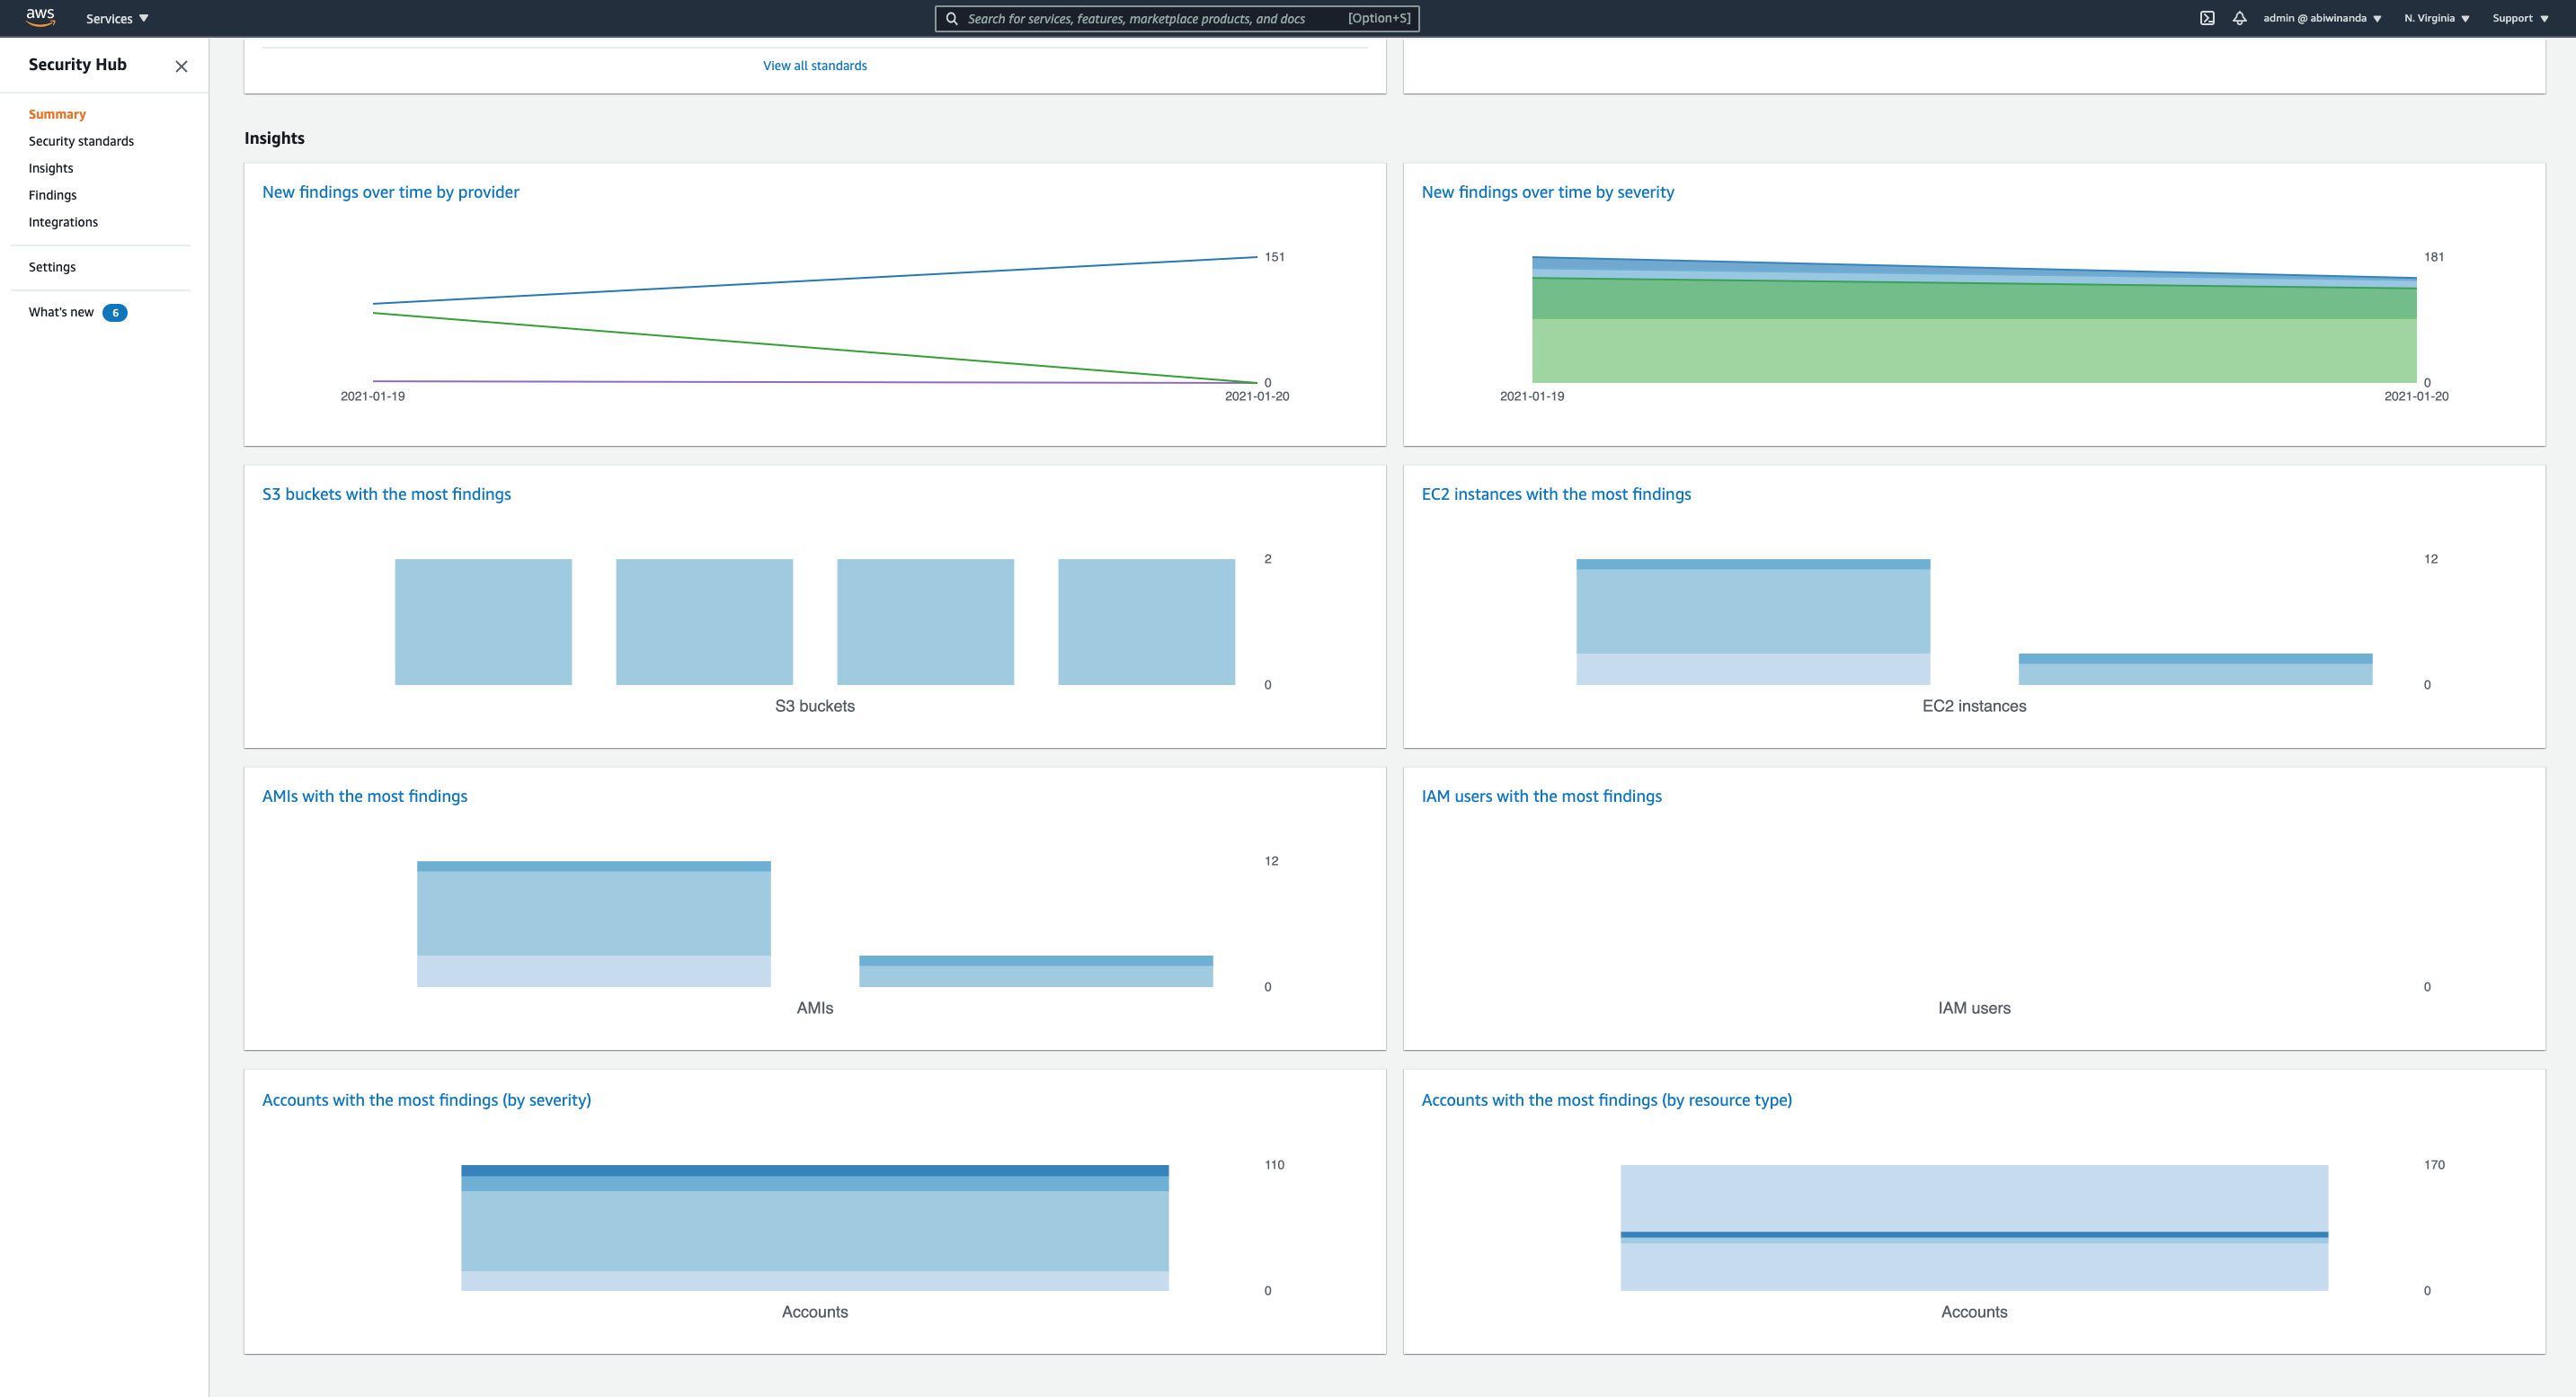 aws Services Search for services, features, marketplace products, and docs [Option+S] admin @ abiwinanda N. Virginia Support
Security Hub
Summary
Security standards
Insights
Findings
Integrations
Settings
What's new 6
View all standards
Insights
New findings over time by provider
151
0
2021-01-19 2021-01-20
New findings over time by severity
181
0
2021-01-19 2021-01-20
S3 buckets with the most findings
2
0
S3 buckets
EC2 instances with the most findings
12
0
EC2 instances
AMIs with the most findings
12
0
AMIs
IAM users with the most findings
0
IAM users
Accounts with the most findings (by severity)
110
0
Accounts
Accounts with the most findings (by resource type)
170
0
Accounts